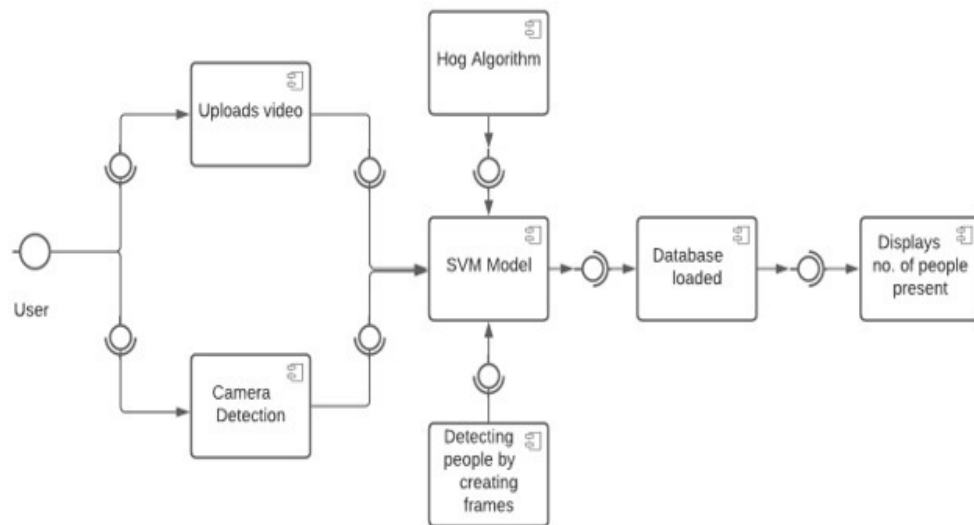 Hog Algorithm
Uploads video
User
SVM Model
Database
loaded
Displays
no. of people
present
Camera
Detection
Detecting
people by
creating
frames